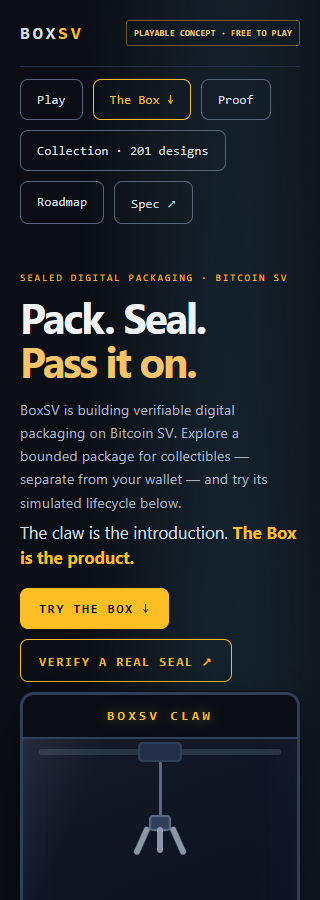 BOXSV
PLAYABLE CONCEPT · FREE TO PLAY
Play
The Box ↓
Proof
Collection · 201 designs
Roadmap
Spec ↗
SEALED DIGITAL PACKAGING · BITCOIN SV
Pack. Seal.
Pass it on.
BoxSV is building verifiable digital
packaging on Bitcoin SV. Explore a
bounded package for collectibles —
separate from your wallet — and try its
simulated lifecycle below.
The claw is the introduction. The Box
is the product.
TRY THE BOX ↓
VERIFY A REAL SEAL ↗
BOXSV CLAW